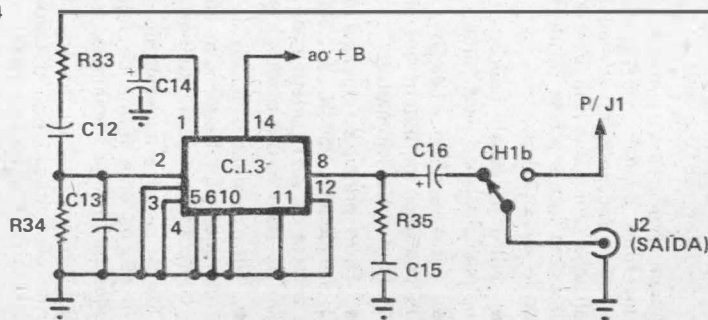 R33
C14
ao + B
P/ J1
C12
1
14
C16
CH1b
2
C.I.3
8
C13
12
3
5 6 10
11
R34
4
R35
J2
(SAÍDA)
C15